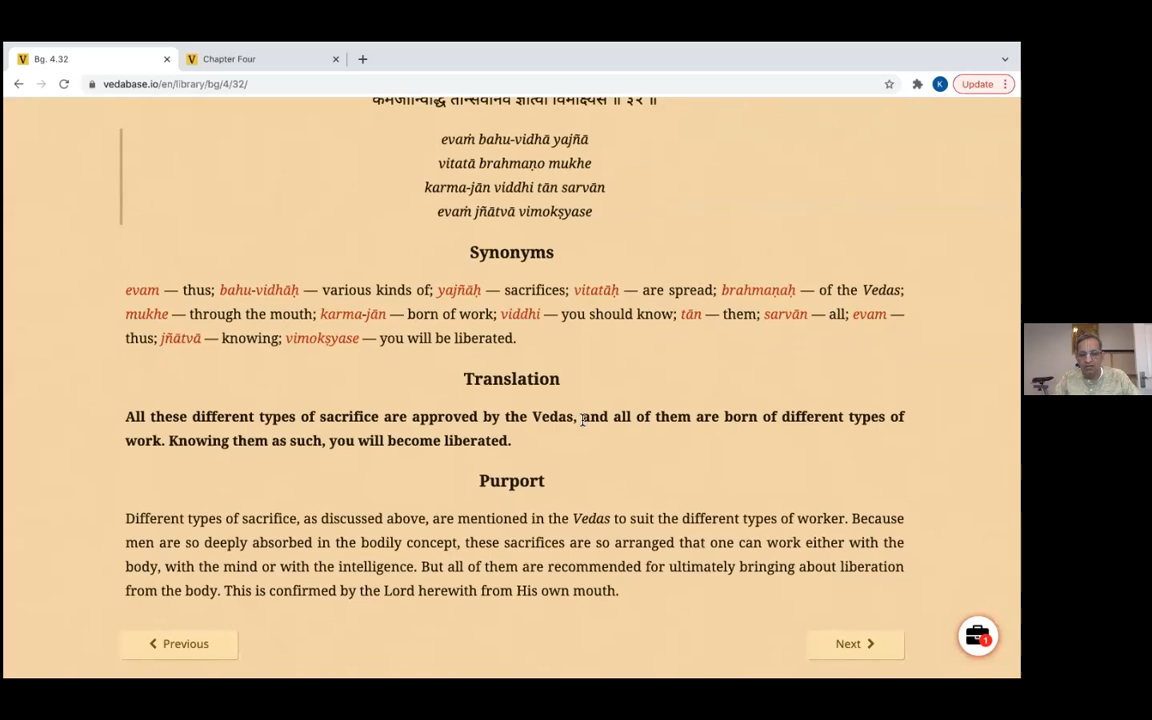 Bg. 4.32
Chapter Four
vedabase.io/en/library/bg/4/32/
K
Update
॥ ३२ ॥
evaṁ bahu-vidhā yajñā
vitatā brahmaṇo mukhe
karma-jān viddhi tān sarvān
evaṁ jñātvā vimokṣyase
Synonyms
evam — thus; bahu-vidhāḥ — various kinds of; yajñāḥ — sacrifices; vitatāḥ — are spread; brahmaṇaḥ — of the Vedas;
mukhe — through the mouth; karma-jān — born of work; viddhi — you should know; tān — them; sarvān — all; evam —
thus; jñātvā — knowing; vimokṣyase — you will be liberated.
Translation
All these different types of sacrifice are approved by the Vedas, and all of them are born of different types of
work. Knowing them as such, you will become liberated.
Purport
Different types of sacrifice, as discussed above, are mentioned in the Vedas to suit the different types of worker. Because
men are so deeply absorbed in the bodily concept, these sacrifices are so arranged that one can work either with the
body, with the mind or with the intelligence. But all of them are recommended for ultimately bringing about liberation
from the body. This is confirmed by the Lord herewith from His own mouth.
Previous
Next
1